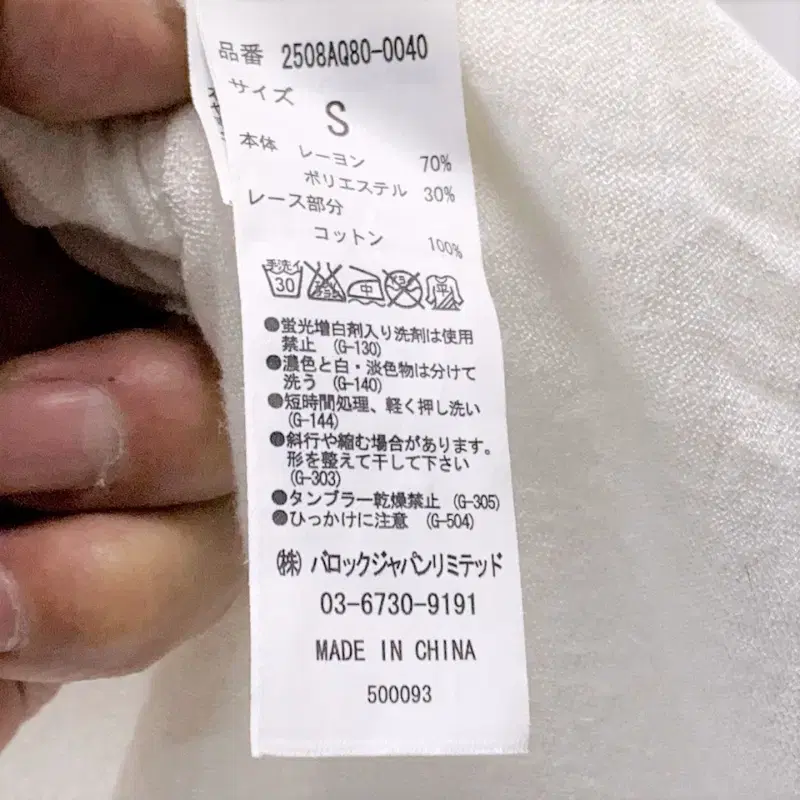 品番 2508AQ80-0040
サイズ
S
本体 レーヨン 70%
ポリエステル 30%
レース部分
コットン 100%
手洗イ 30 中 平
●蛍光増白剤入り洗剤は使用
禁止 (G-130)
●濃色と白・淡色物は分けて
洗う (G-140)
●短時間処理、軽く押し洗い
(G-144)
●斜行や縮む場合があります。
形を整えて干して下さい
(G-303)
●タンブラー乾燥禁止 (G-305)
●ひっかけに注意 (G-504)
㈱ バロックジャパンリミテッド
03-6730-9191
MADE IN CHINA
500093